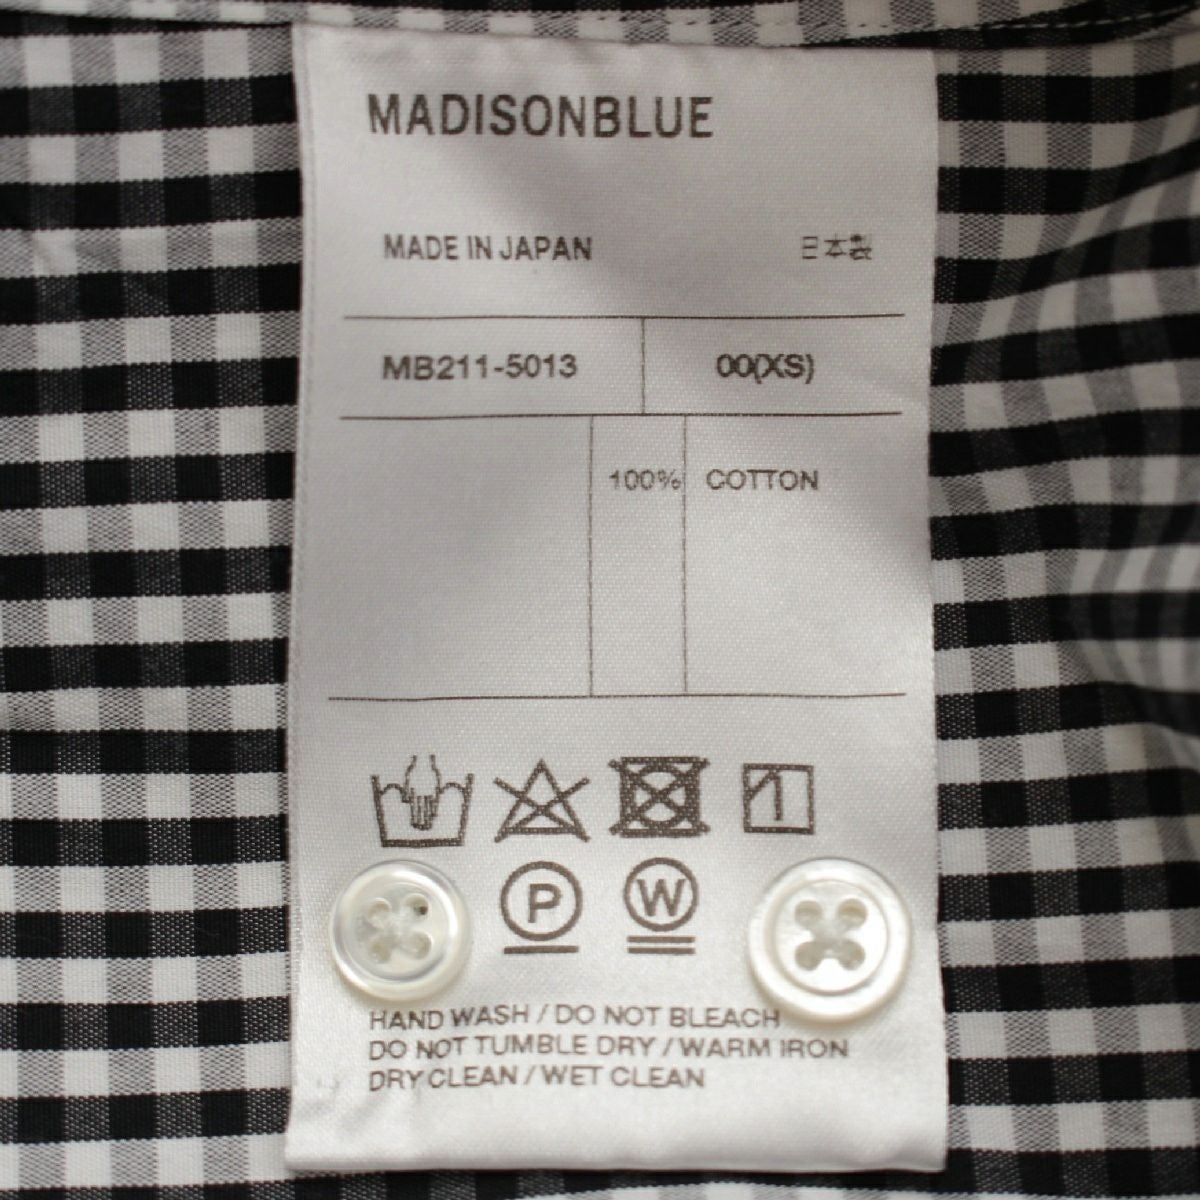 MADISONBLUE
MADE IN JAPAN 日本製
MB211-5013 00(XS)
100% COTTON
P W
HAND WASH / DO NOT BLEACH
DO NOT TUMBLE DRY / WARM IRON
DRY CLEAN / WET CLEAN